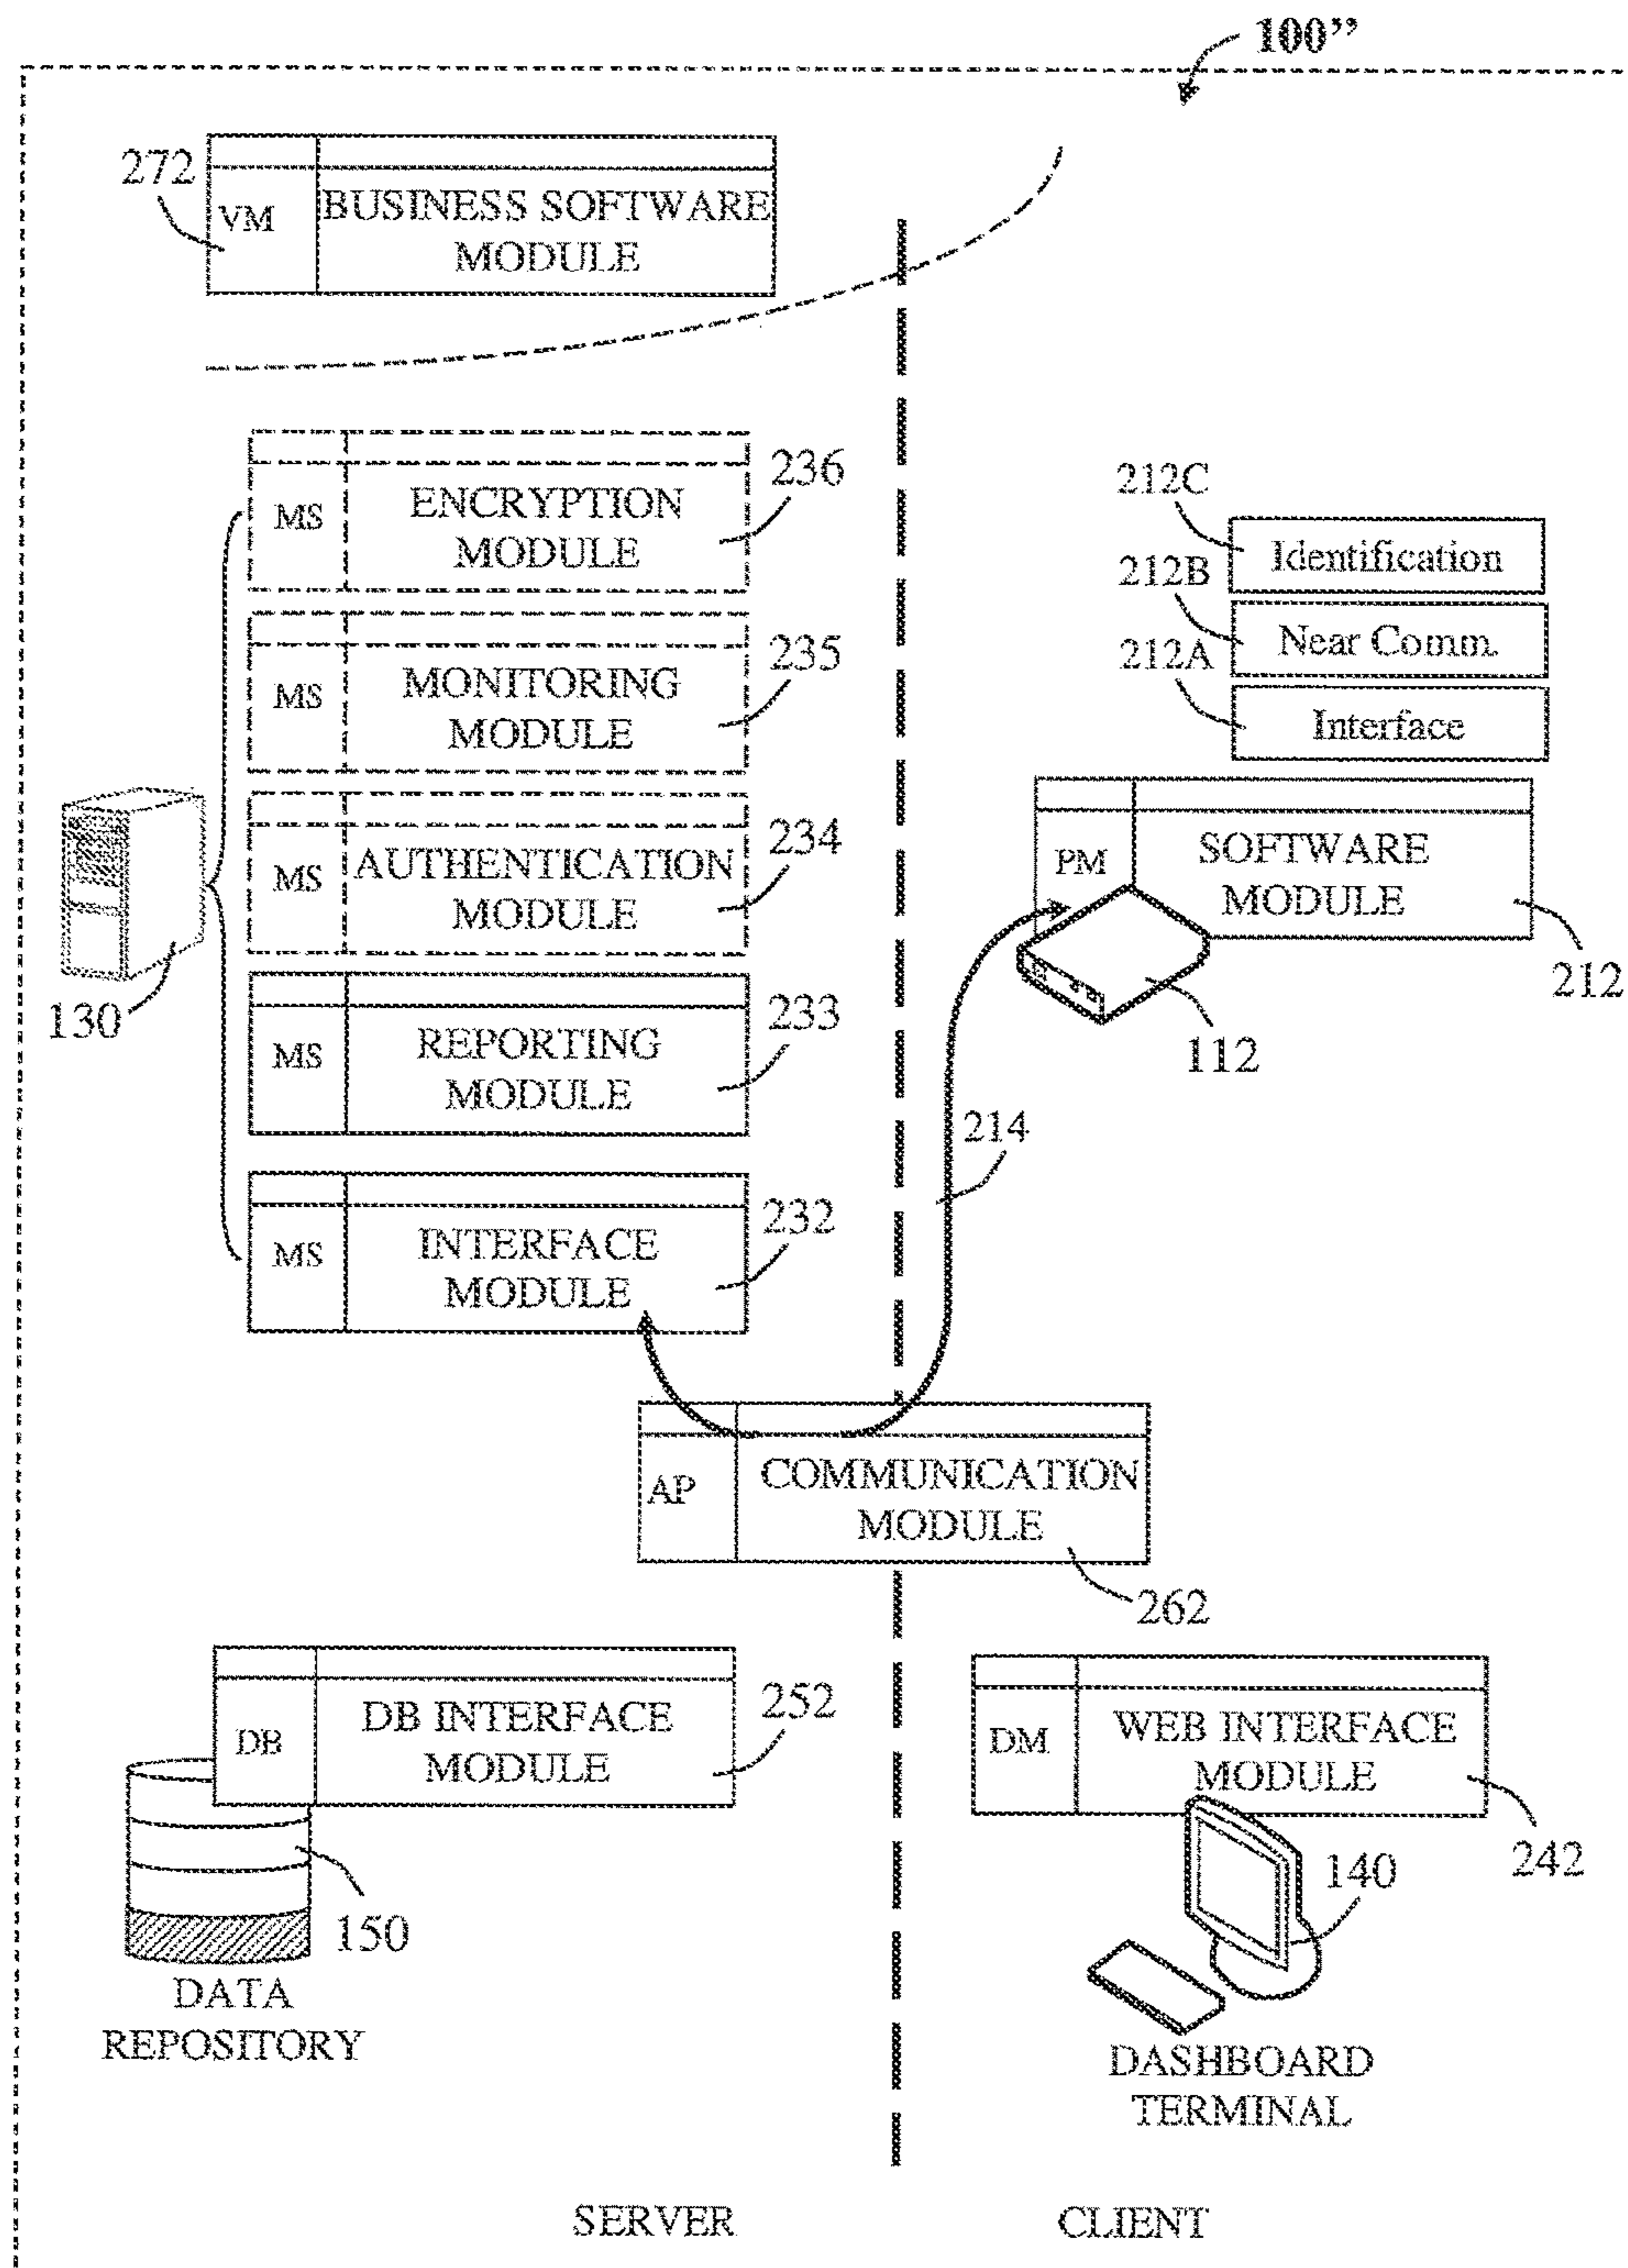 100”
272
VM
BUSINESS SOFTWARE
MODULE
MS
ENCRYPTION
MODULE
236
MS
MONITORING
MODULE
235
MS
AUTHENTICATION
MODULE
234
130
MS
REPORTING
MODULE
233
MS
INTERFACE
MODULE
232
212C
Identification
212B
Near Comm.
212A
Interface
PM
SOFTWARE
MODULE
212
112
214
AP
COMMUNICATION
MODULE
262
DB
DB INTERFACE
MODULE
252
150
DATA
REPOSITORY
DM
WEB INTERFACE
MODULE
242
140
DASHBOARD
TERMINAL
SERVER
CLIENT